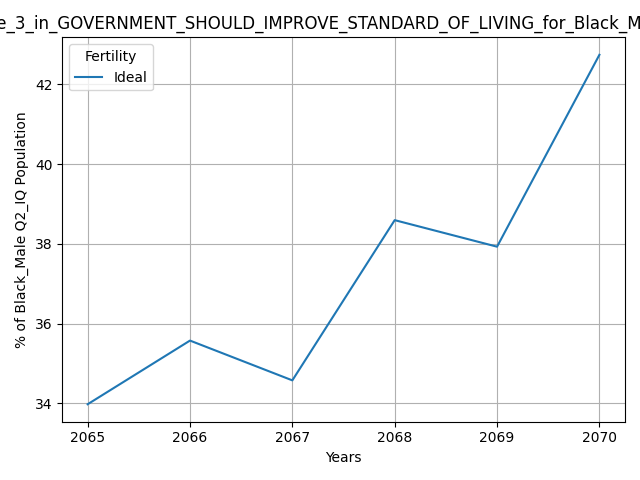 e_3_in_GOVERNMENT_SHOULD_IMPROVE_STANDARD_OF_LIVING_for_Black_M
Fertility
Ideal
% of Black_Male Q2_IQ Population
42
40
38
36
34
2065 2066 2067 2068 2069 2070
Years